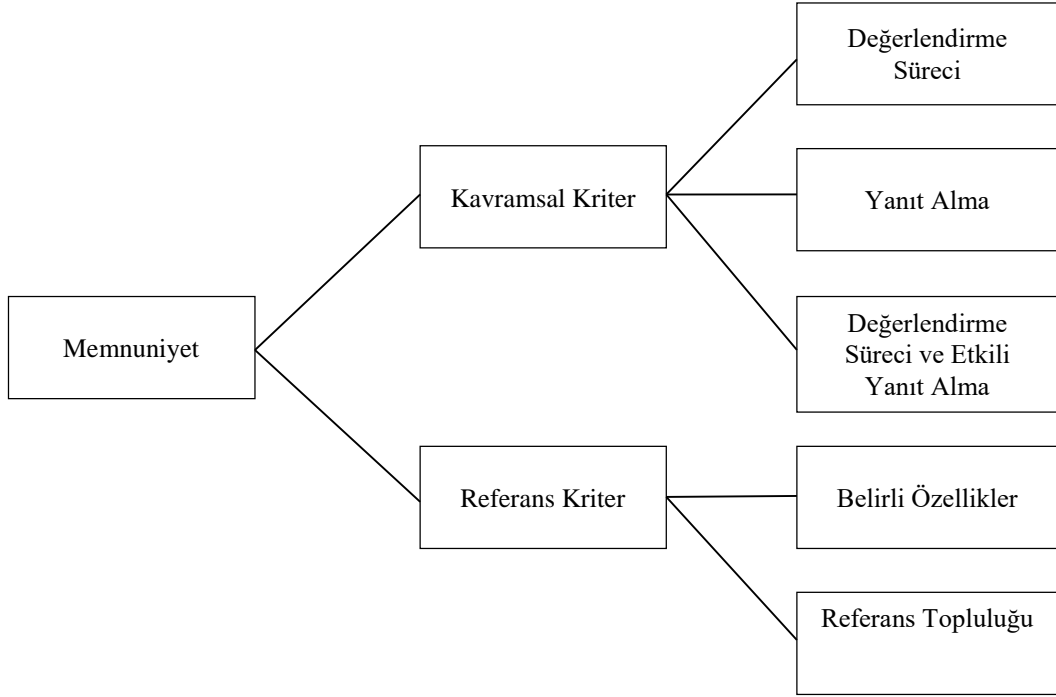 Memnuniyet
Kavramsal Kriter
Değerlendirme
Süreci
Yanıt Alma
Değerlendirme
Süreci ve Etkili
Yanıt Alma
Referans Kriter
Belirli Özellikler
Referans Topluluğu